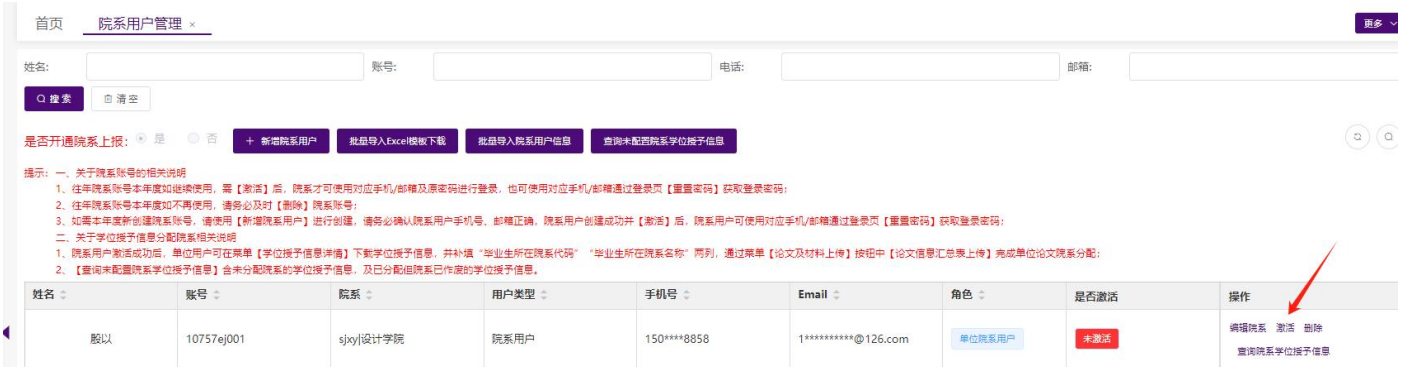 首页 院系用户管理 ×
更多
姓名: 账号: 电话: 邮箱:
搜索 清空
是否开通院系上报: 是 否 + 新增院系用户 批量导入Excel模板下载 批量导入院系用户信息 查询未配置院系学位授予信息
提示: 一、关于院系账号的相关说明
1、往年院系账号本年度如继续使用，需【激活】后，院系才可使用对应手机/邮箱及原密码进行登录，也可使用对应手机/邮箱通过登录页【重置密码】获取登录密码;
2、往年院系账号本年度如不再使用，请务必及时【删除】院系账号;
3、如需本年度新创建院系账号，请使用【新增院系用户】进行创建，请务必确认院系用户手机号、邮箱正确，院系用户创建成功并【激活】后，院系用户可使用对应手机/邮箱通过登录页【重置密码】获取登录密码;
二、关于学位授予信息分配院系相关说明
1、院系用户激活成功后，单位用户可在菜单【学位授予信息详情】下载学位授予信息，并补填“毕业生所在院系代码” “毕业生所在院系名称”两列，通过菜单【论文及材料上传】按钮中【论文信息汇总表上传】完成单位论文院系分配;
2、【查询未配置院系学位授予信息】含未分配院系的学位授予信息，及已分配但院系已作废的学位授予信息。
姓名 账号 院系 用户类型 手机号 Email 角色 是否激活 操作
殷以 10757ej001 sjxy|设计学院 院系用户 150****8858 1**********@126.com 单位院系用户 未激活 编辑院系 激活 删除
查询院系学位授予信息